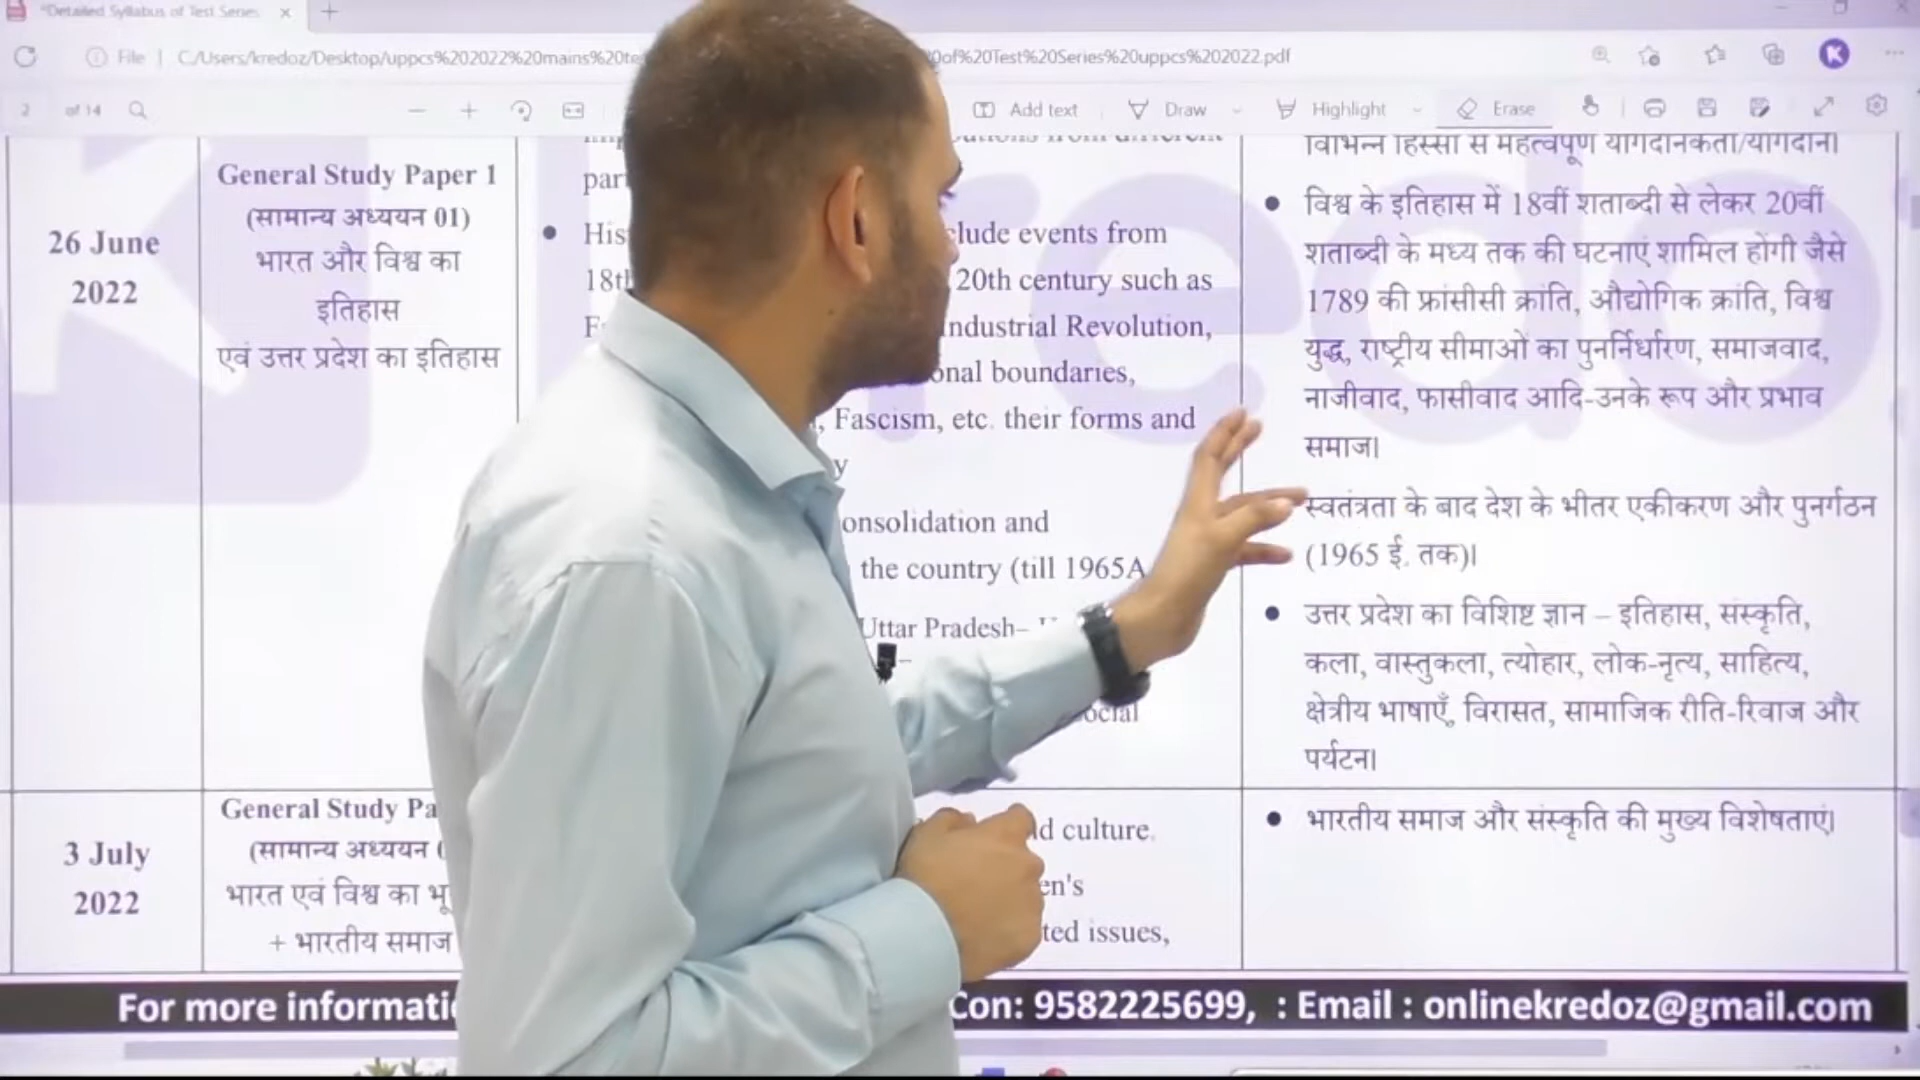 *Detailed Syllabus of Test Series
File
C:/Users/kredoz/Desktop/uppcs%202022%20mains%20te
of%20Test%20Series%20uppcs%202022.pdf
K
2 of 14
Add text
Draw
Highlight
Erase
26 June
2022
General Study Paper 1
(सामान्य अध्ययन 01)
भारत और विश्व का
इतिहास
एवं उत्तर प्रदेश का इतिहास
from different
clude events from
20th century such as
ndustrial Revolution,
onal boundaries,
Fascism, etc. their forms and
onsolidation and
the country (till 1965A
Uttar Pradesh–
ocial
विभिन्न हिस्सों से महत्वपूर्ण योगदानकर्ता/योगदान।
• विश्व के इतिहास में 18वीं शताब्दी से लेकर 20वीं
शताब्दी के मध्य तक की घटनाएं शामिल होंगी जैसे
1789 की फ्रांसीसी क्रांति, औद्योगिक क्रांति, विश्व
युद्ध, राष्ट्रीय सीमाओं का पुनर्निर्धारण, समाजवाद,
नाजीवाद, फासीवाद आदि-उनके रूप और प्रभाव
समाज।
स्वतंत्रता के बाद देश के भीतर एकीकरण और पुनर्गठन
(1965 ई. तक)।
• उत्तर प्रदेश का विशिष्ट ज्ञान – इतिहास, संस्कृति,
कला, वास्तुकला, त्योहार, लोक-नृत्य, साहित्य,
क्षेत्रीय भाषाएँ, विरासत, सामाजिक रीति-रिवाज और
पर्यटन।
3 July
2022
General Study Pa
(सामान्य अध्ययन
भारत एवं विश्व का भू
+ भारतीय समाज
d culture.
en's
ted issues,
• भारतीय समाज और संस्कृति की मुख्य विशेषताएं।
For more informati
Con: 9582225699, : Email : onlinekredoz@gmail.com